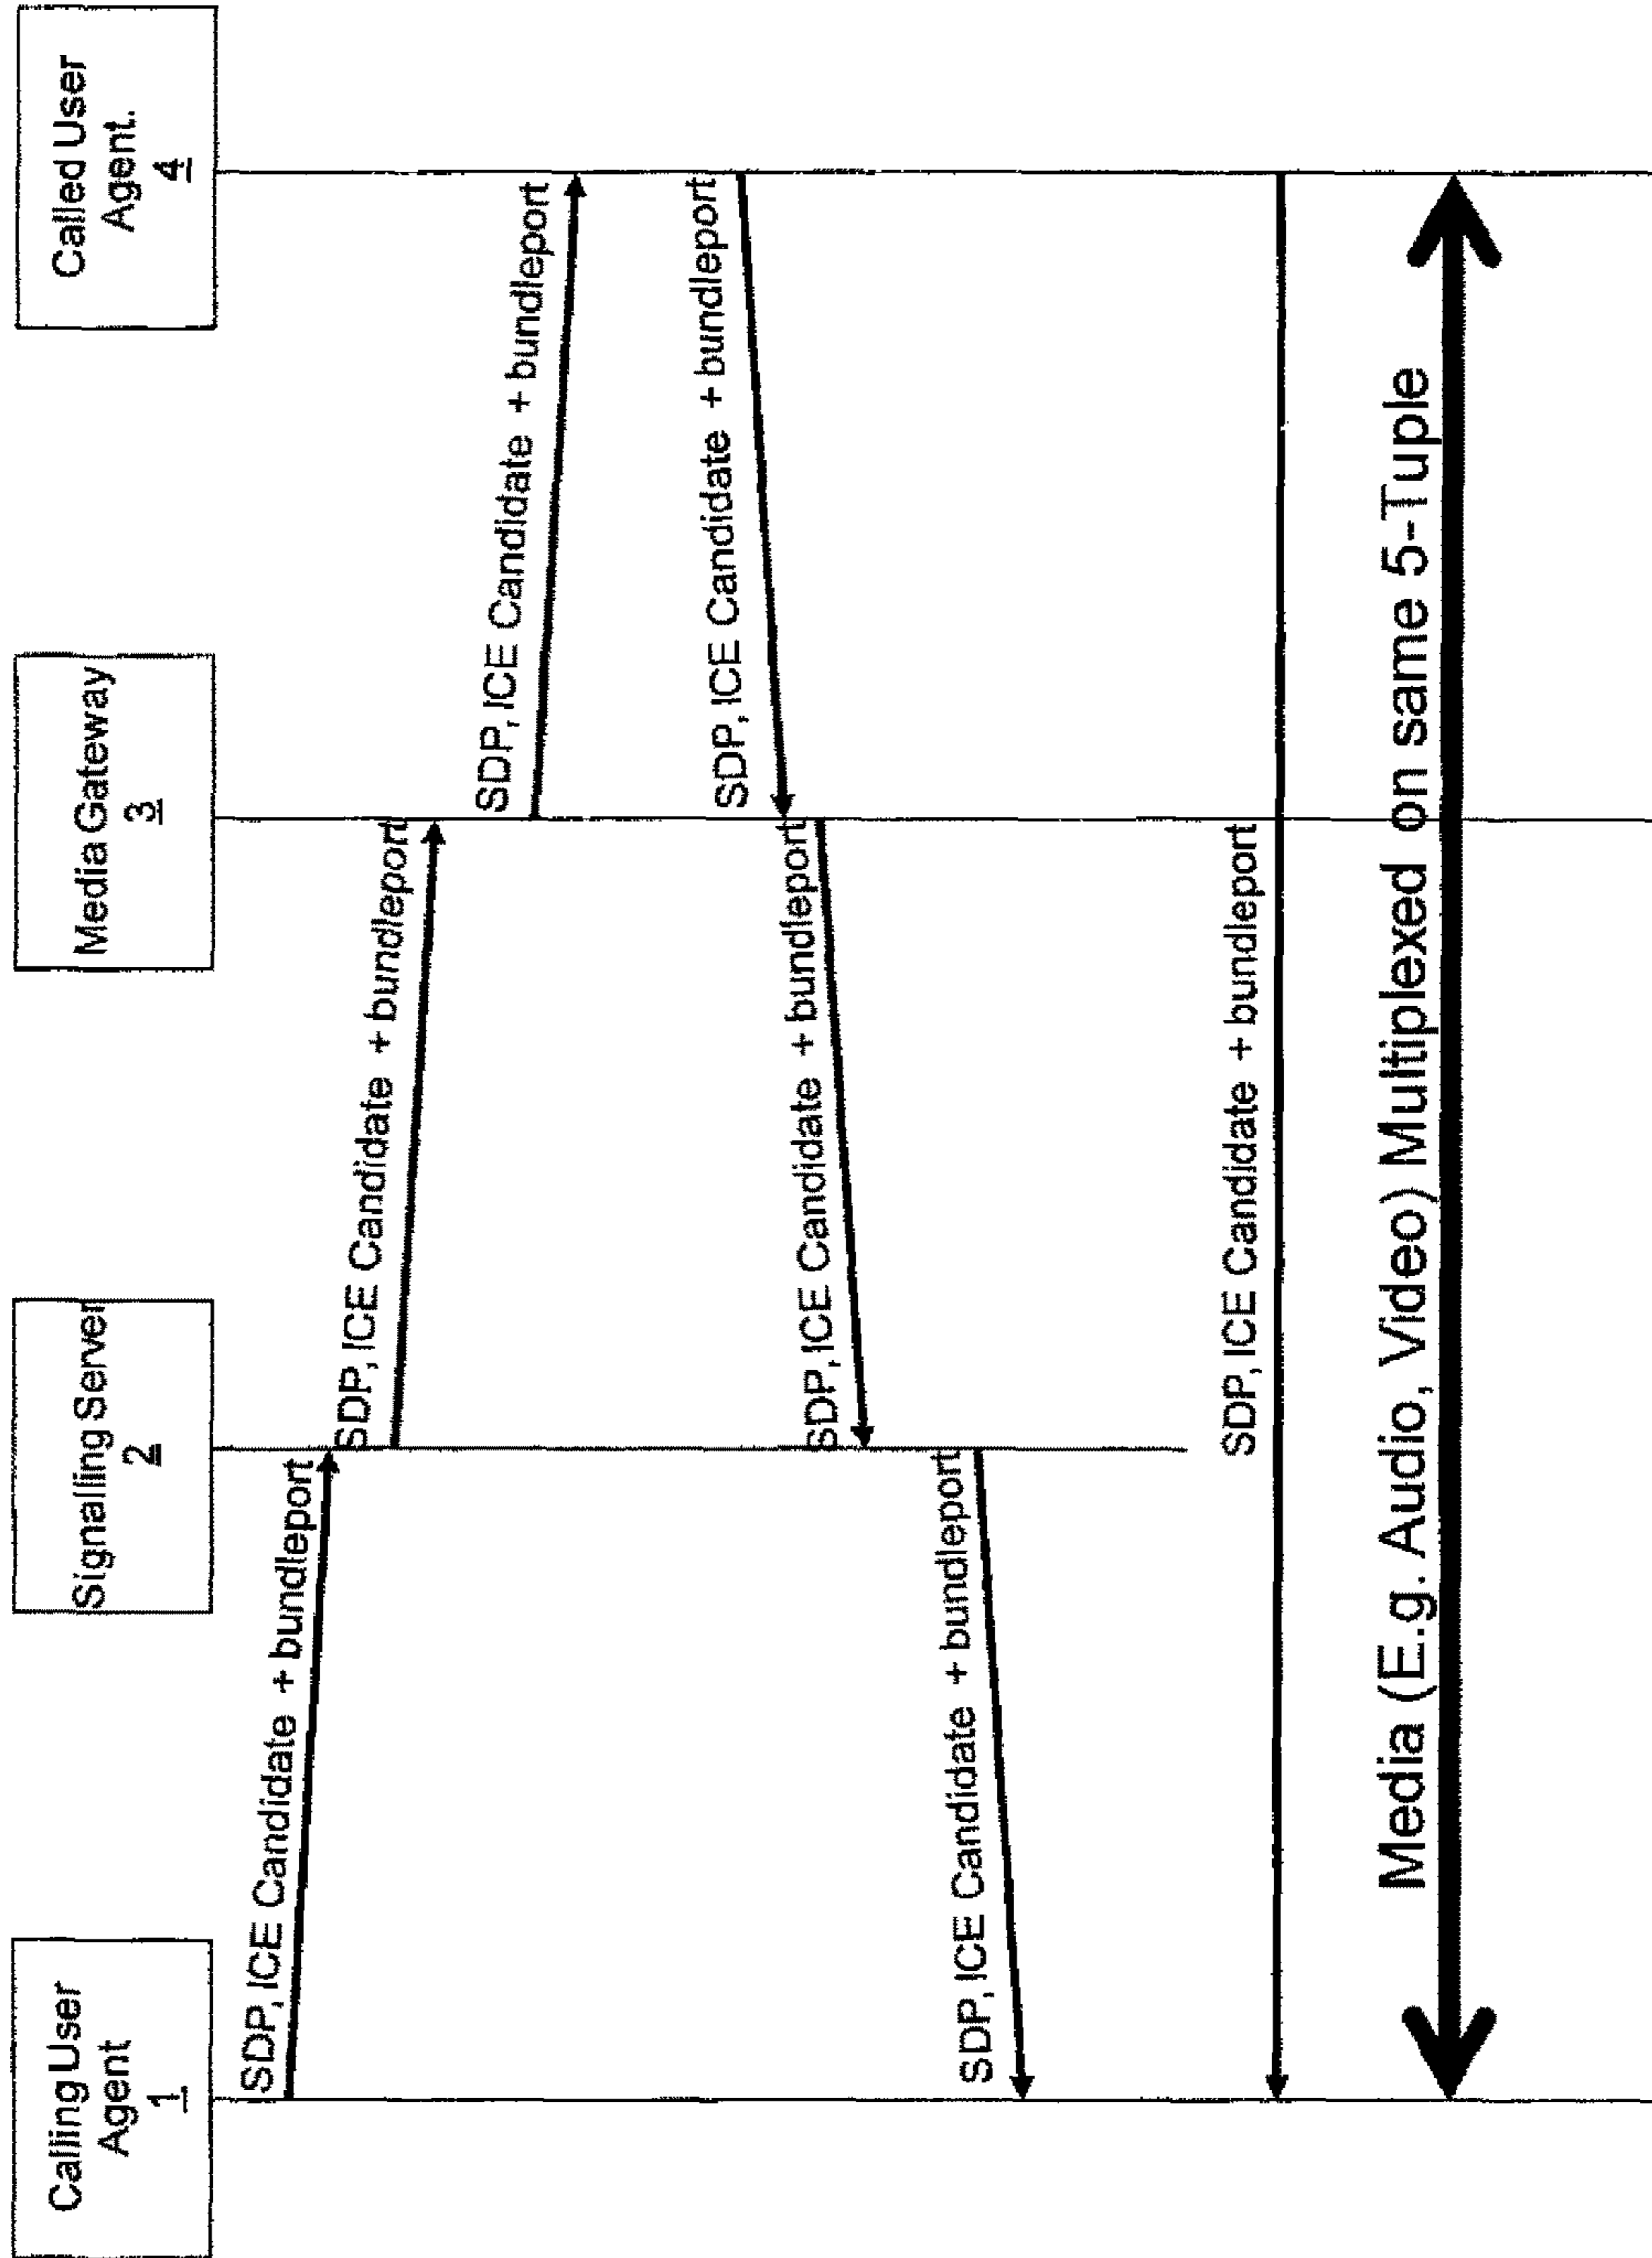 Calling User
Agent
1
Signalling Server
2
Media Gateway
3
Called User
Agent.
4
SDP, ICE Candidate + bundleport
SDP, ICE Candidate + bundleport
SDP, ICE Candidate + bundleport
SDP, ICE Candidate + bundleport
SDP, ICE Candidate + bundleport
SDP, ICE Candidate + bundleport
SDP, ICE Candidate + bundleport
Media (E.g. Audio, Video) Multiplexed on same 5-Tuple